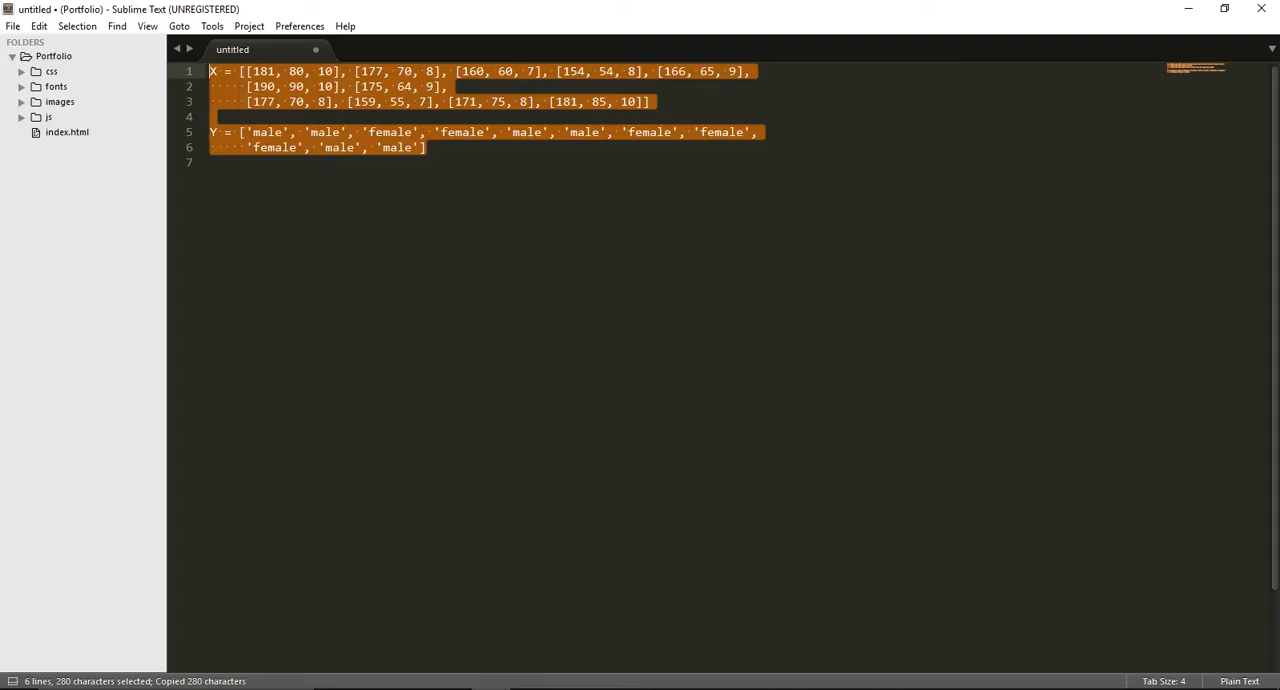 untitled • (Portfolio) - Sublime Text (UNREGISTERED)
File Edit Selection Find View Goto Tools Project Preferences Help
FOLDERS
Portfolio
css
fonts
images
js
index.html
untitled
1 X = [[181, 80, 10], [177, 70, 8], [160, 60, 7], [154, 54, 8], [166, 65, 9],
2 [190, 90, 10], [175, 64, 9],
3 [177, 70, 8], [159, 55, 7], [171, 75, 8], [181, 85, 10]]
4
5 Y = ['male', 'male', 'female', 'female', 'male', 'male', 'female', 'female',
6 'female', 'male', 'male']
7
6 lines, 280 characters selected; Copied 280 characters
Tab Size: 4
Plain Text